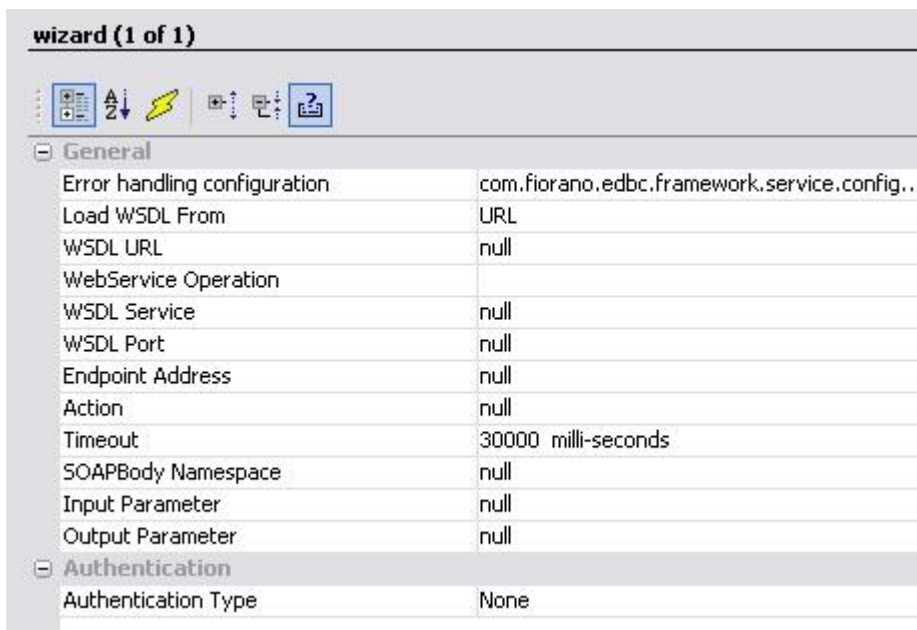 wizard (1 of 1)
General
Error handling configuration com.fiorano.edbc.framework.service.config..
Load WSDL From URL
WSDL URL null
WebService Operation
WSDL Service null
WSDL Port null
Endpoint Address null
Action null
Timeout 30000 milli-seconds
SOAPBody Namespace null
Input Parameter null
Output Parameter null
Authentication
Authentication Type None